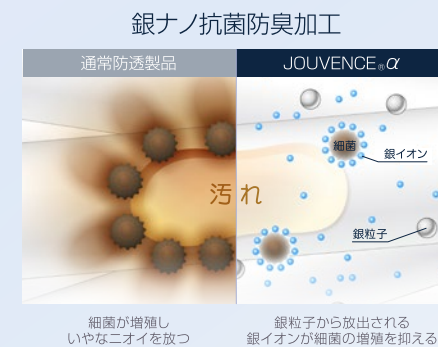 銀ナノ抗菌防臭加工
通常防透製品
JOUVENCE®α
細菌
銀イオン
汚れ
銀粒子
細菌が増殖し
いやなニオイを放つ
銀粒子から放出される
銀イオンが細菌の増殖を抑える